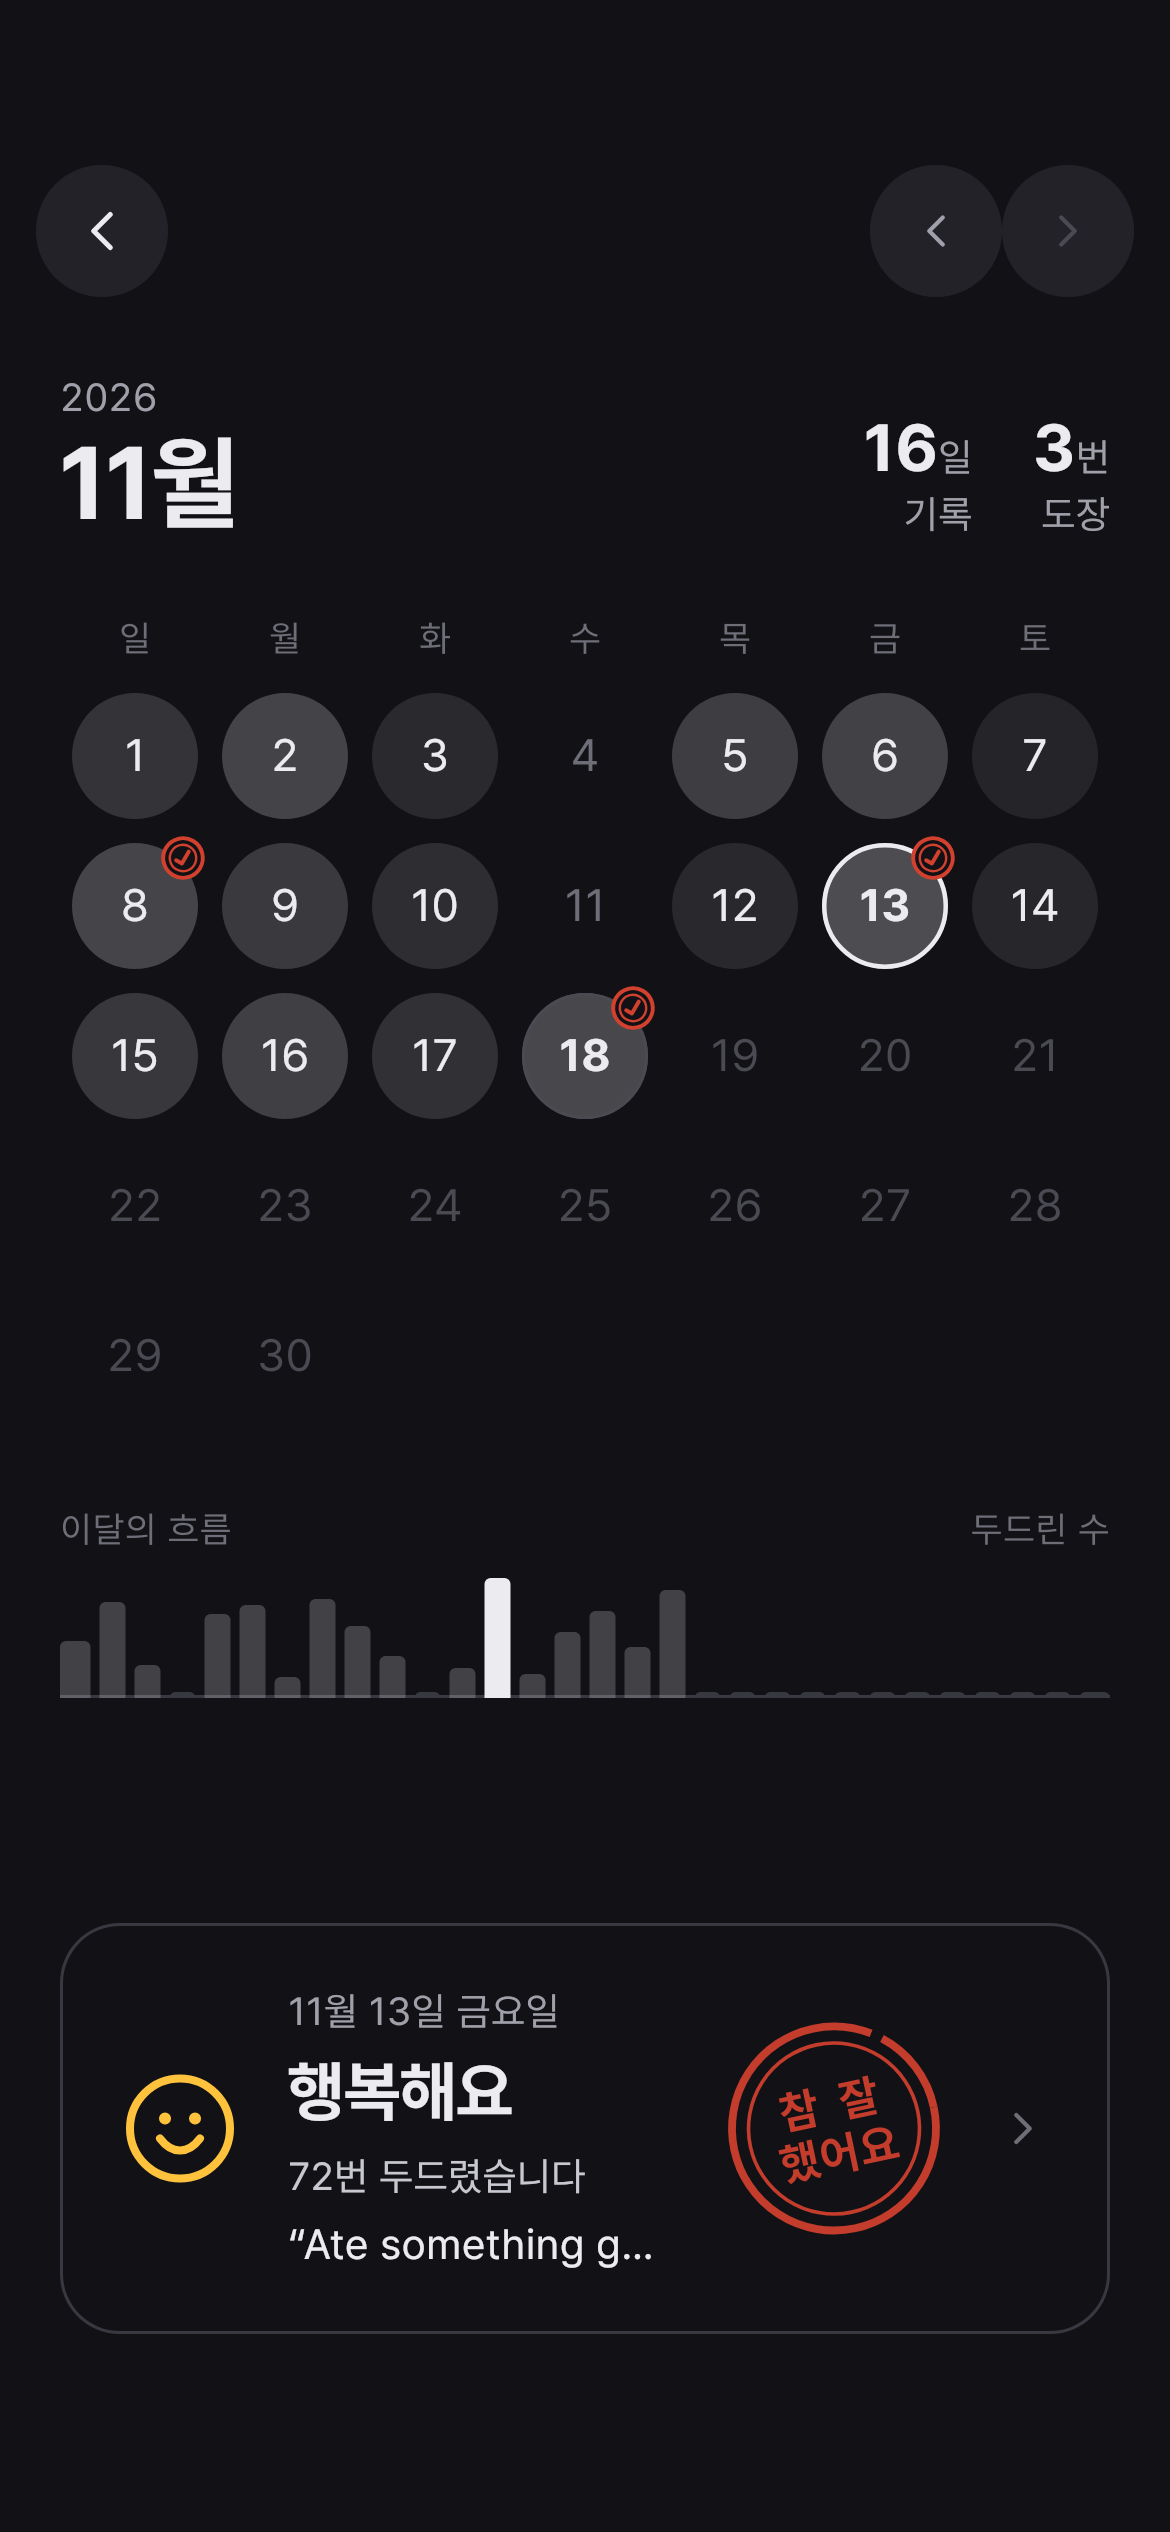 2026
11월
16일 3번
기록 도장
일 월 화 수 목 금 토
1 2 3 4 5 6 7
8 9 10 11 12 13 14
15 16 17 18 19 20 21
22 23 24 25 26 27 28
29 30
이달의 흐름 두드린 수
11월 13일 금요일
행복해요
72번 두드렸습니다
“Ate something g...
참 잘
했어요